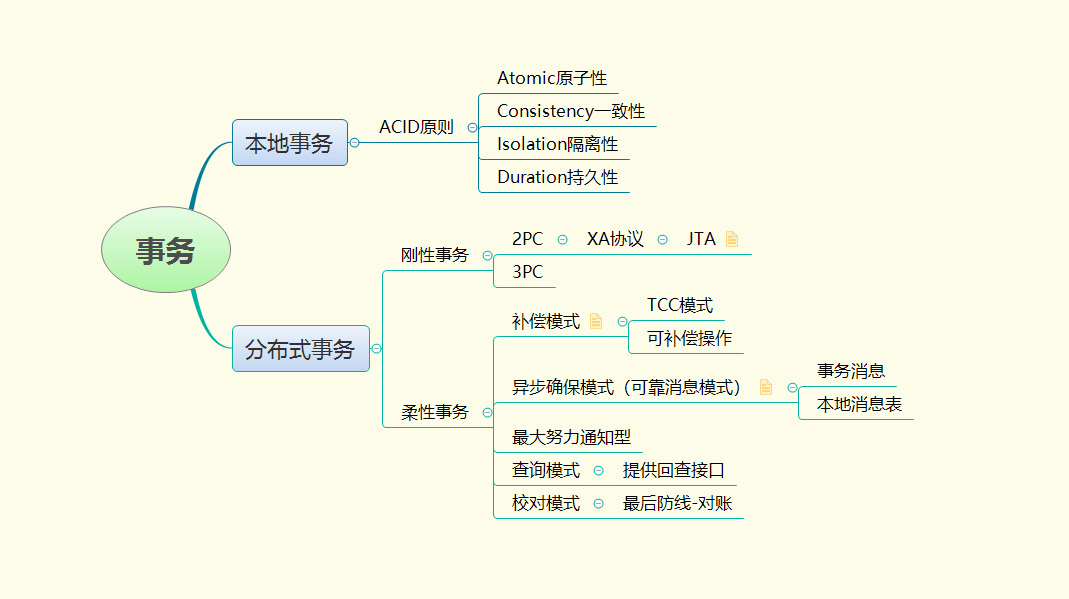 事务
本地事务
ACID原则
Atomic原子性
Consistency一致性
Isolation隔离性
Duration持久性
分布式事务
刚性事务
2PC
XA协议
JTA
3PC
柔性事务
补偿模式
TCC模式
可补偿操作
异步确保模式（可靠消息模式）
事务消息
本地消息表
最大努力通知型
查询模式
提供回查接口
校对模式
最后防线-对账